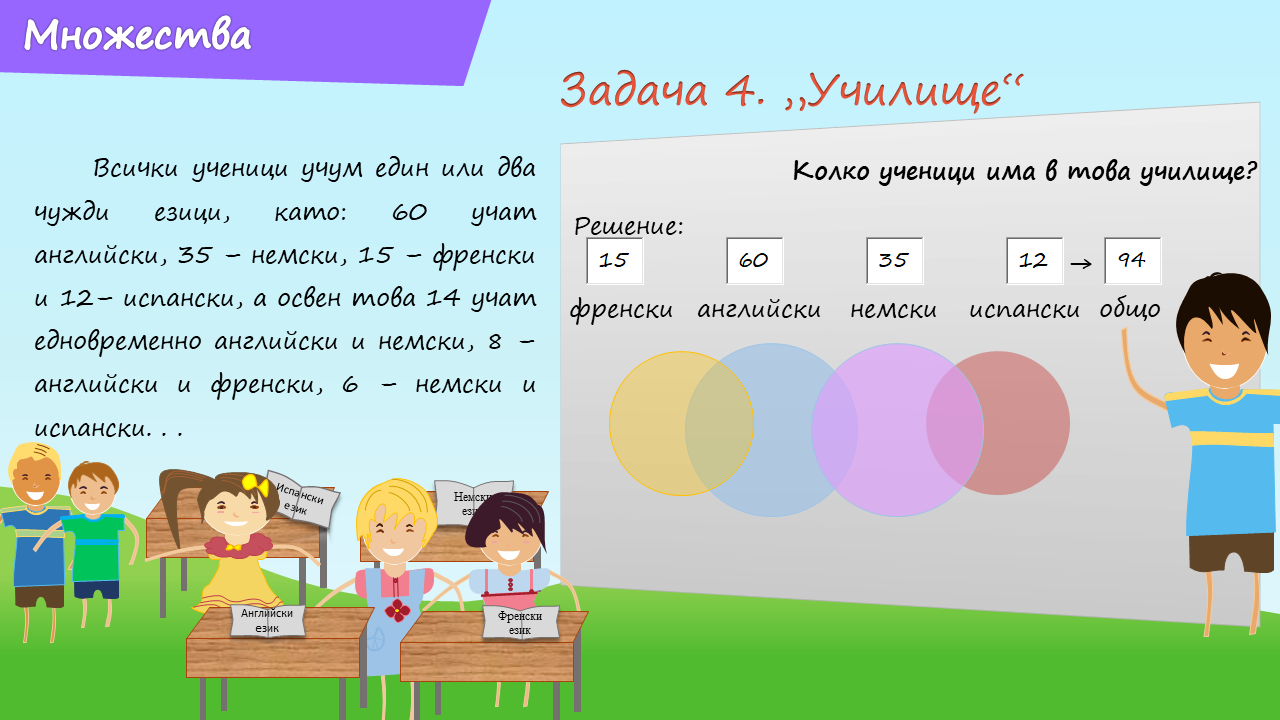 Множества
Задача 4. „Училище“
Всички ученици учум един или два
чужди езици, като: 60 учат
английски, 35 – немски, 15 – френски
и 12– испански, а освен това 14 учат
едновременно английски и немски, 8 –
английски и френски, 6 – немски и
испански. . .
Колко ученици има в това училище?
Решение:
15 60 35 12 → 94
френски английски немски испански общо
Испански
език
Немски
език
Английски
език
Френски
език